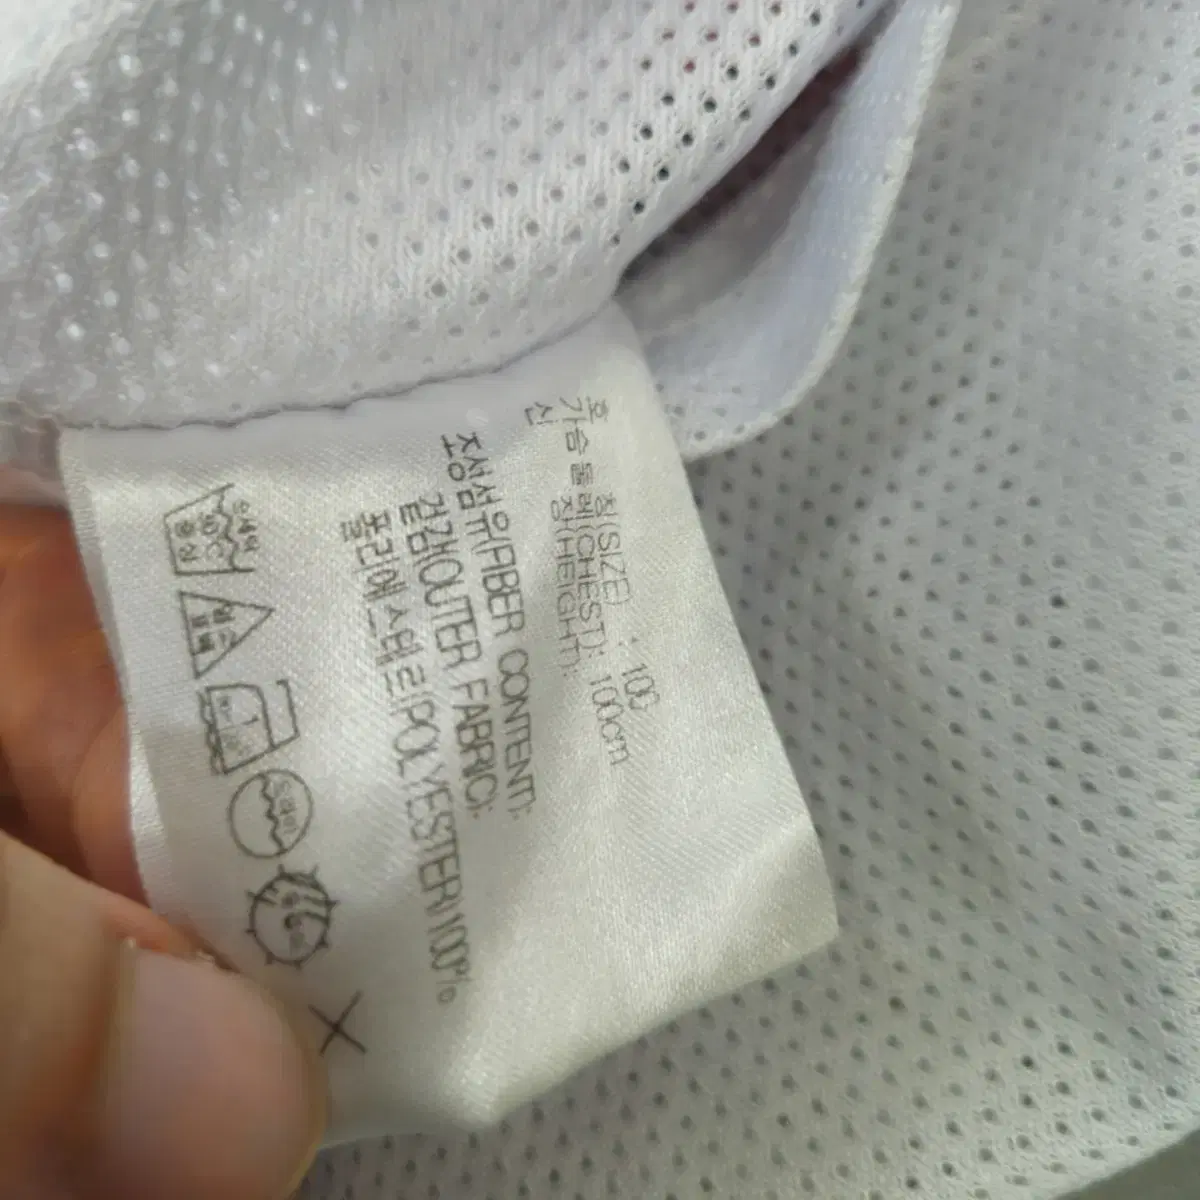 호 칭(SIZE) : 100
가슴둘레(CHEST): 100cm
신 장(HEIGHT):
조성섬유(FIBER CONTENT):
겉감(OUTER FABRIC):
폴리에스테르(POLYESTER)100%